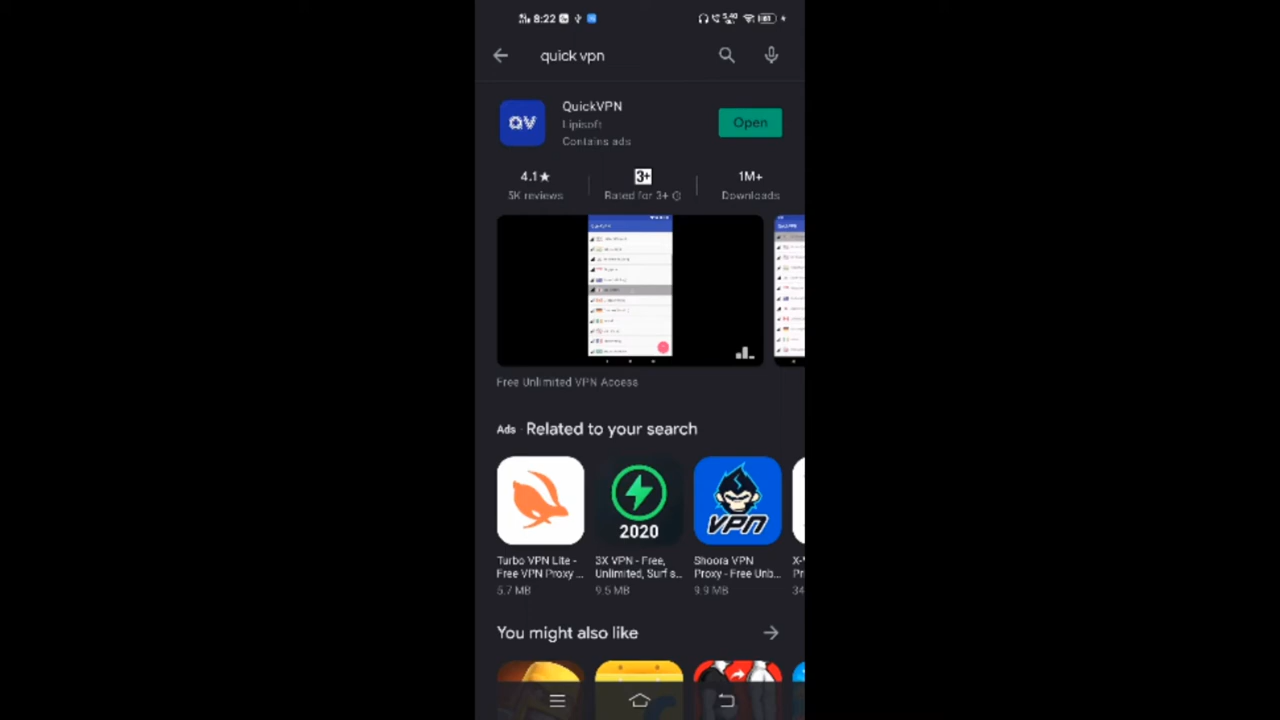 8:22
quick vpn
QV
QuickVPN
Lipisoft
Contains ads
Open
4.1★
3K reviews
3+
Rated for 3+
1M+
Downloads
Free Unlimited VPN Access
Ads · Related to your search
2020
VPN
Turbo VPN Lite -
Free VPN Proxy ...
5.7 MB
3X VPN - Free,
Unlimited, Surf s...
9.5 MB
Shoora VPN
Proxy - Free Unb...
9.9 MB
X-
Pr
34
You might also like